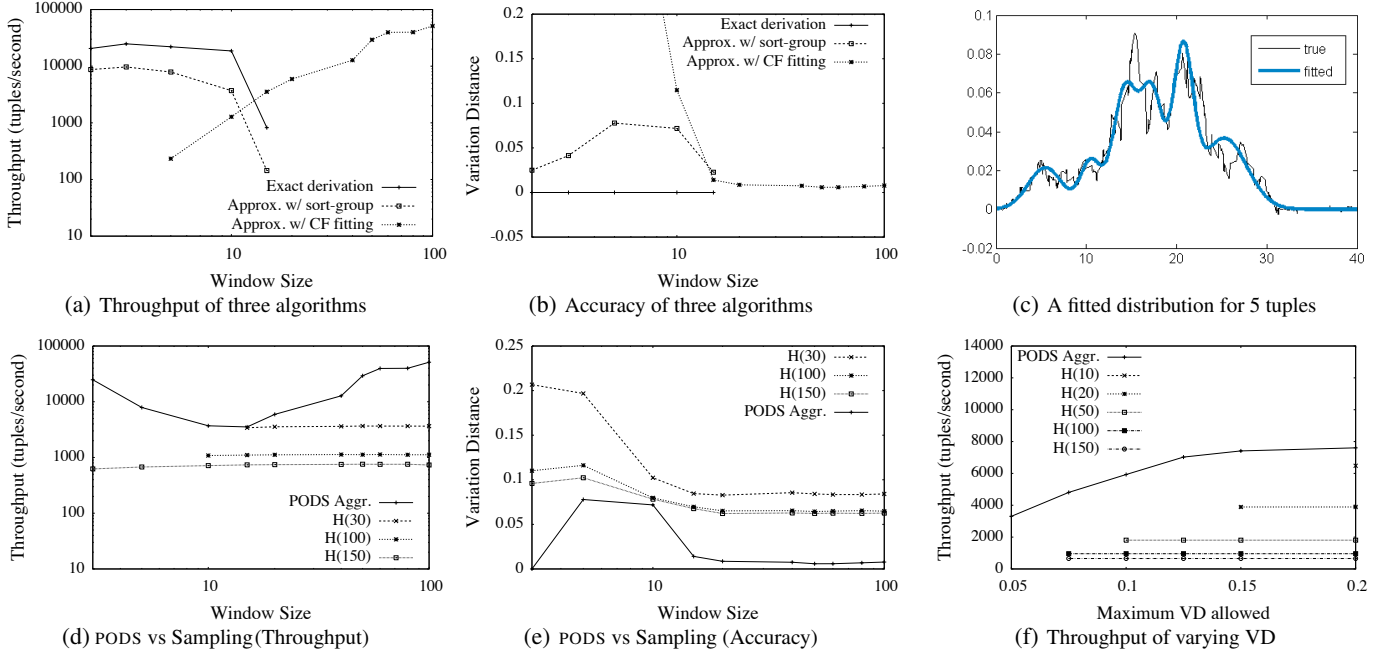 100000
10000
1000
100
10
Throughput (tuples/second)
Exact derivation
Approx. w/ sort-group
Approx. w/ CF fitting
10
100
Window Size
(a) Throughput of three algorithms
0.2
0.15
0.1
0.05
0
-0.05
Variation Distance
Exact derivation
Approx. w/ sort-group
Approx. w/ CF fitting
10
100
Window Size
(b) Accuracy of three algorithms
0.1
0.08
0.06
0.04
0.02
0
-0.02
true
fitted
0
10
20
30
40
(c) A fitted distribution for 5 tuples
100000
10000
1000
100
10
Throughput (tuples/second)
PODS Aggr.
H(30)
H(100)
H(150)
10
100
Window Size
(d) PODS vs Sampling (Throughput)
0.25
0.2
0.15
0.1
0.05
0
Variation Distance
H(30)
H(100)
H(150)
PODS Aggr.
10
100
Window Size
(e) PODS vs Sampling (Accuracy)
14000
12000
10000
8000
6000
4000
2000
0
Throughput (tuples/second)
PODS Aggr.
H(10)
H(20)
H(50)
H(100)
H(150)
0.05
0.1
0.15
0.2
Maximum VD allowed
(f) Throughput of varying VD